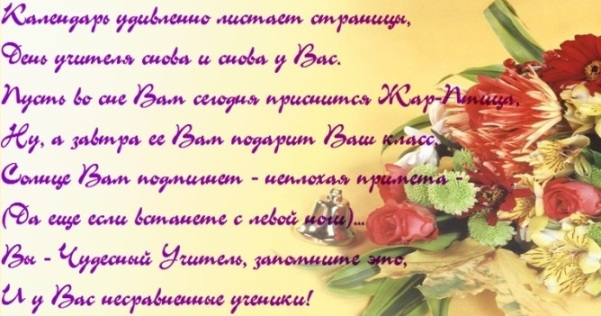 Календарь удивленно листает страницы,
День учителя снова и снова у Вас.
Пусть во сне Вам сегодня приснится Жар-Птица,
Ну, а завтра ее Вам подарит Ваш класс.
Солнце Вам подмигнет - неплохая примета -
(Да еще если встанете с левой ноги)...
Вы - Чудесный Учитель, запомните это,
И у Вас несравненные ученики!